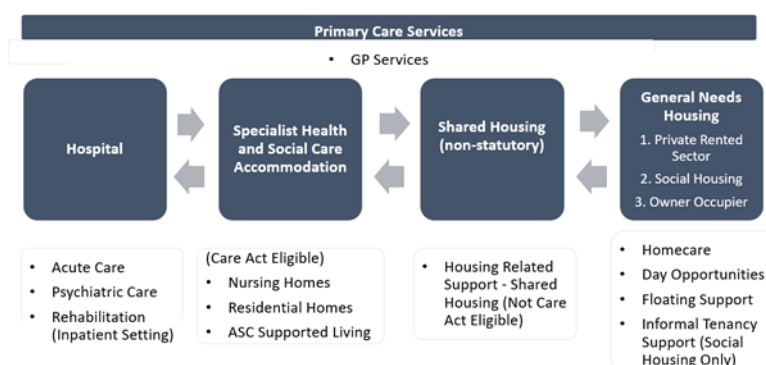 Primary Care Services
• GP Services
Hospital
Specialist Health
and Social Care
Accommodation
Shared Housing
(non-statutory)
General Needs
Housing
1. Private Rented
Sector
2. Social Housing
3. Owner Occupier
• Acute Care
• Psychiatric Care
• Rehabilitation
(Inpatient Setting)
(Care Act Eligible)
• Nursing Homes
• Residential Homes
• ASC Supported Living
• Housing Related
Support - Shared
Housing (Not Care
Act Eligible)
• Homecare
• Day Opportunities
• Floating Support
• Informal Tenancy
Support (Social
Housing Only)